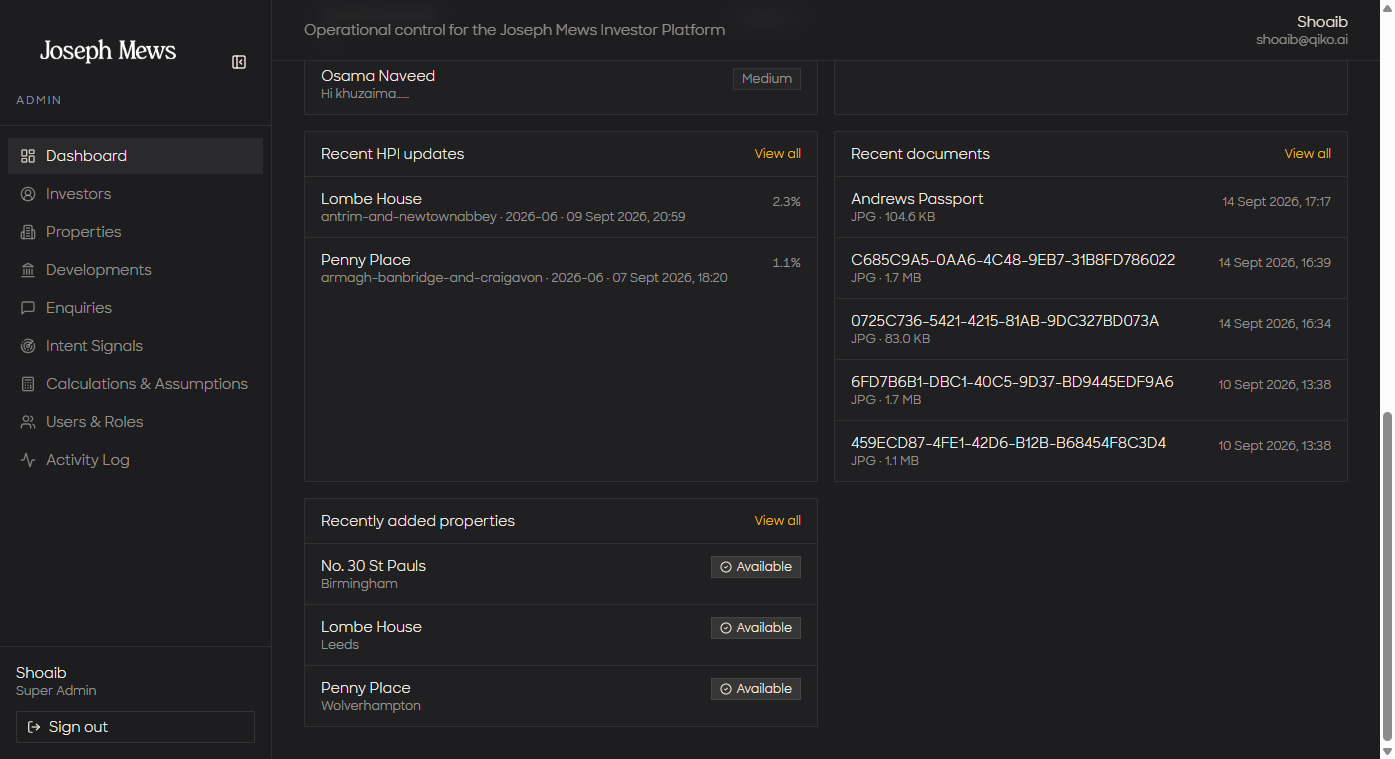 Joseph Mews
ADMIN
Dashboard
Investors
Properties
Developments
Enquiries
Intent Signals
Calculations & Assumptions
Users & Roles
Activity Log
Shoaib
Super Admin
Sign out
Operational control for the Joseph Mews Investor Platform
Shoaib
shoaib@qiko.ai
Osama Naveed
Medium
Hi khuzaima......
Recent HPI updates
View all
Lombe House
2.3%
antrim-and-newtownabbey · 2026-06 · 09 Sept 2026, 20:59
Penny Place
1.1%
armagh-banbridge-and-craigavon · 2026-06 · 07 Sept 2026, 18:20
Recent documents
View all
Andrews Passport
14 Sept 2026, 17:17
JPG · 104.6 KB
C685C9A5-0AA6-4C48-9EB7-31B8FD786022
14 Sept 2026, 16:39
JPG · 1.7 MB
0725C736-5421-4215-81AB-9DC327BD073A
14 Sept 2026, 16:34
JPG · 83.0 KB
6FD7B6B1-DBC1-40C5-9D37-BD9445EDF9A6
10 Sept 2026, 13:38
JPG · 1.7 MB
459ECD87-4FE1-42D6-B12B-B68454F8C3D4
10 Sept 2026, 13:38
JPG · 1.1 MB
Recently added properties
View all
No. 30 St Pauls
Available
Birmingham
Lombe House
Available
Leeds
Penny Place
Available
Wolverhampton